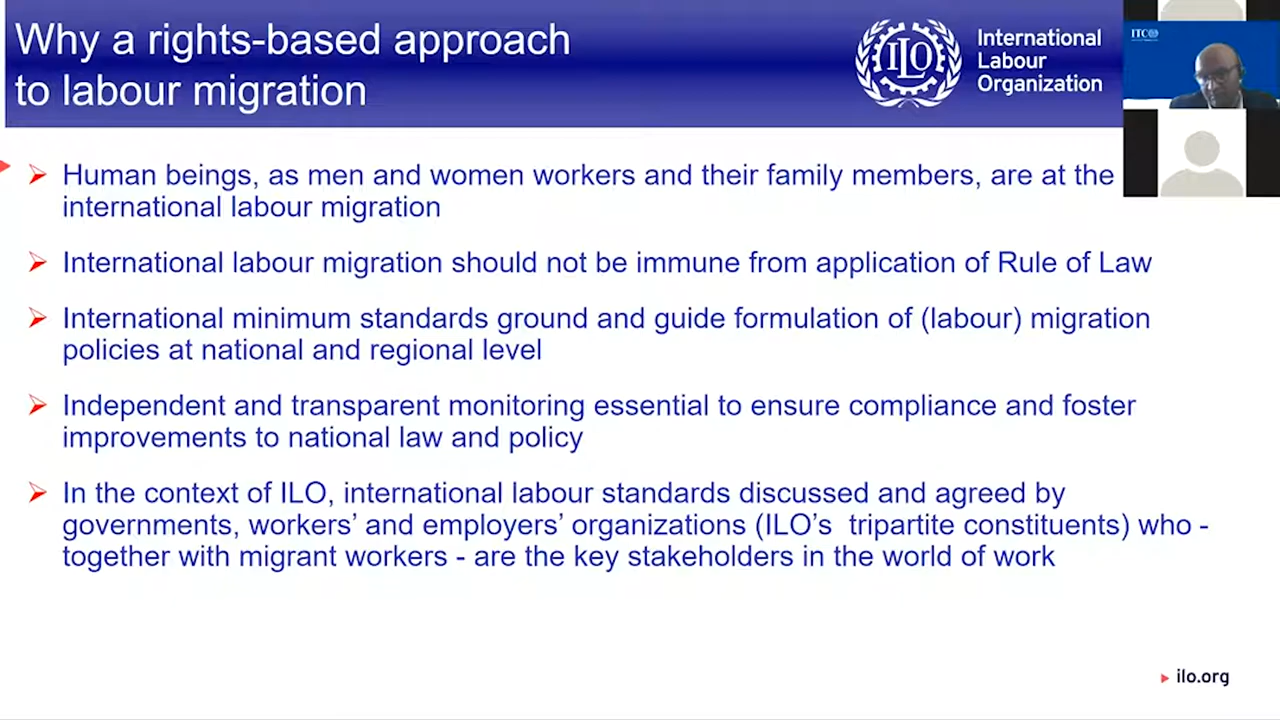 Why a rights-based approach
to labour migration
ILO
International
Labour
Organization
ITC
Human beings, as men and women workers and their family members, are at the
international labour migration
International labour migration should not be immune from application of Rule of Law
International minimum standards ground and guide formulation of (labour) migration
policies at national and regional level
Independent and transparent monitoring essential to ensure compliance and foster
improvements to national law and policy
In the context of ILO, international labour standards discussed and agreed by
governments, workers’ and employers’ organizations (ILO’s tripartite constituents) who -
together with migrant workers - are the key stakeholders in the world of work
ilo.org